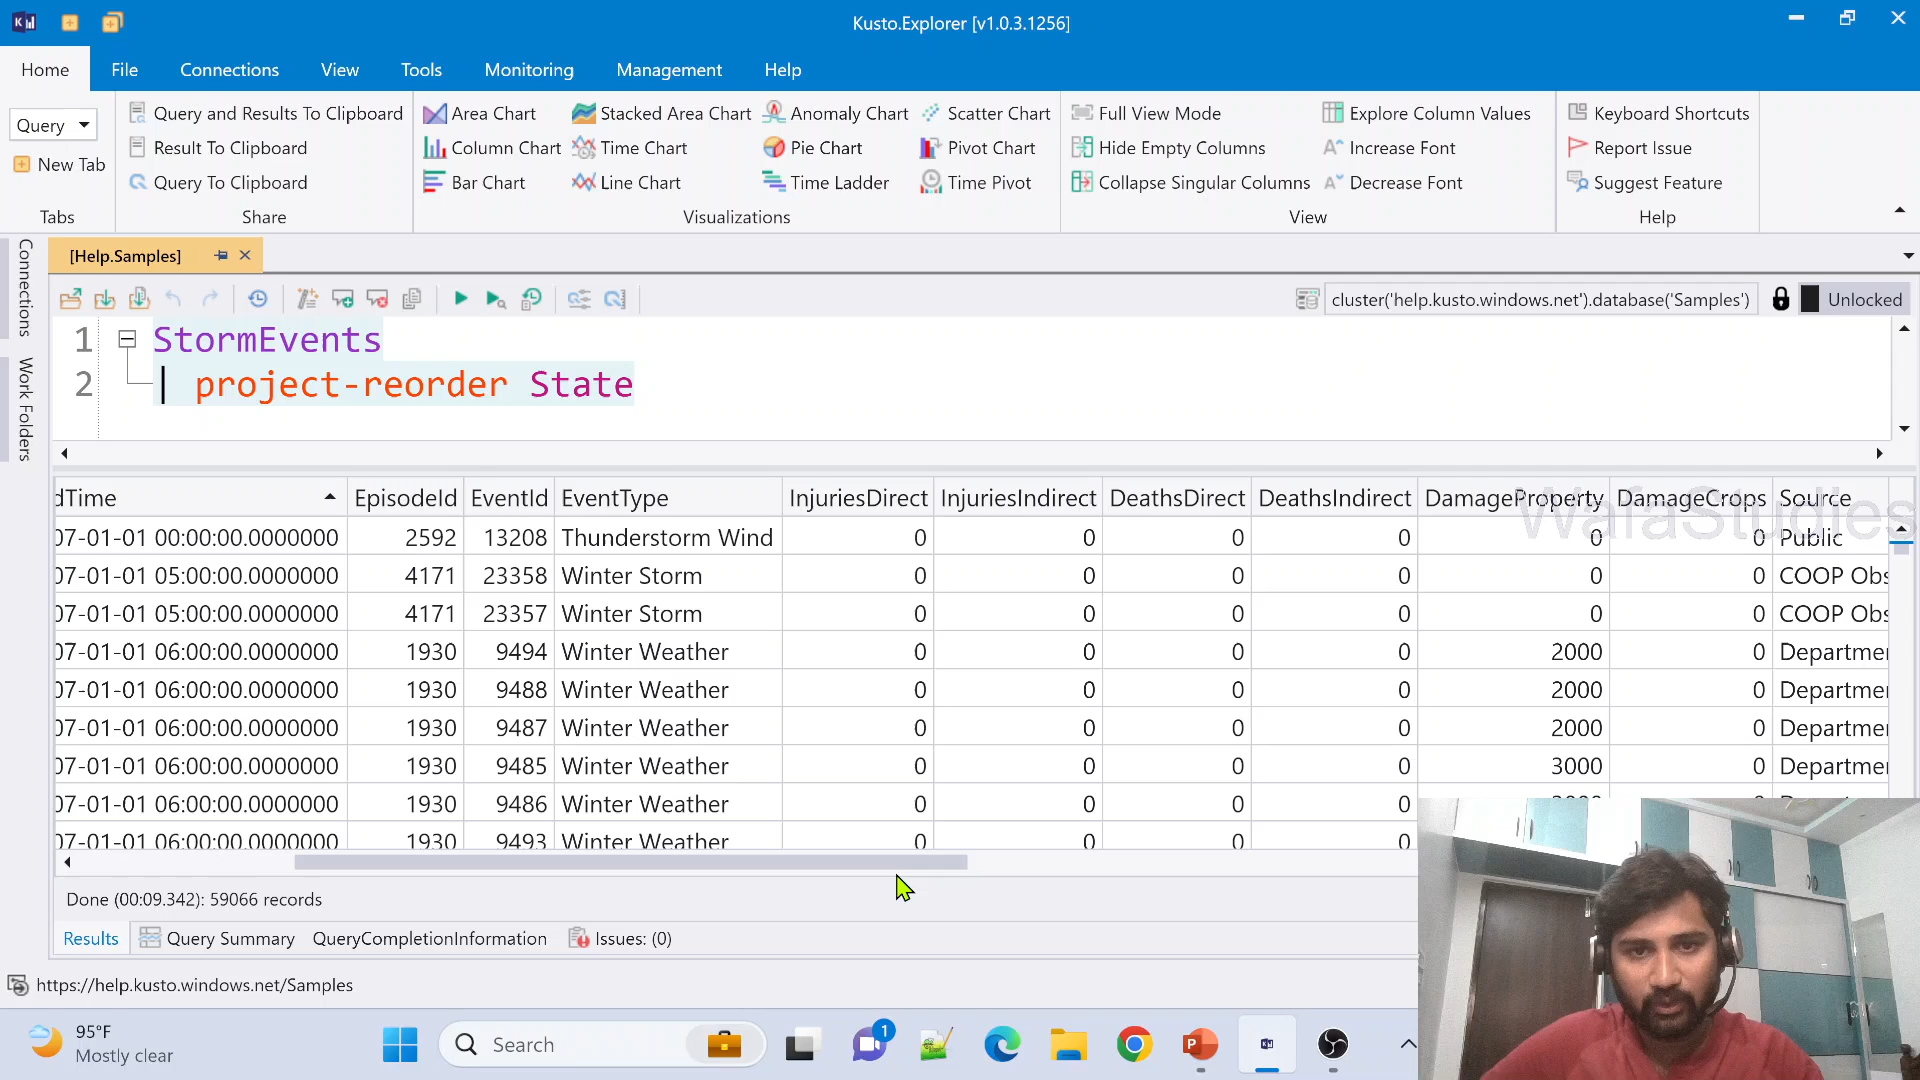 Kusto.Explorer [v1.0.3.1256]
Home File Connections View Tools Monitoring Management Help
Query
New Tab
Tabs
Query and Results To Clipboard
Result To Clipboard
Query To Clipboard
Share
Area Chart Stacked Area Chart Anomaly Chart Scatter Chart
Column Chart Time Chart Pie Chart Pivot Chart
Bar Chart Line Chart Time Ladder Time Pivot
Visualizations
Full View Mode Explore Column Values
Hide Empty Columns Increase Font
Collapse Singular Columns Decrease Font
View
Keyboard Shortcuts
Report Issue
Suggest Feature
Help
Connections
Work Folders
[Help.Samples]
cluster('help.kusto.windows.net').database('Samples') Unlocked
1 StormEvents
2 | project-reorder State
dTime EpisodeId EventId EventType InjuriesDirect InjuriesIndirect DeathsDirect DeathsIndirect DamageProperty DamageCrops Source
WafaStudies
07-01-01 00:00:00.0000000 2592 13208 Thunderstorm Wind 0 0 0 0 0 0 Public
07-01-01 05:00:00.0000000 4171 23358 Winter Storm 0 0 0 0 0 0 COOP Obs
07-01-01 05:00:00.0000000 4171 23357 Winter Storm 0 0 0 0 0 0 COOP Obs
07-01-01 06:00:00.0000000 1930 9494 Winter Weather 0 0 0 0 2000 0 Departmen
07-01-01 06:00:00.0000000 1930 9488 Winter Weather 0 0 0 0 2000 0 Departmen
07-01-01 06:00:00.0000000 1930 9487 Winter Weather 0 0 0 0 2000 0 Departmen
07-01-01 06:00:00.0000000 1930 9485 Winter Weather 0 0 0 0 3000 0 Departmen
07-01-01 06:00:00.0000000 1930 9486 Winter Weather 0 0 0 0
07-01-01 06:00:00.0000000 1930 9493 Winter Weather 0 0 0 0
Done (00:09.342): 59066 records
Results Query Summary QueryCompletionInformation Issues: (0)
https://help.kusto.windows.net/Samples
95°F
Mostly clear
Search
1